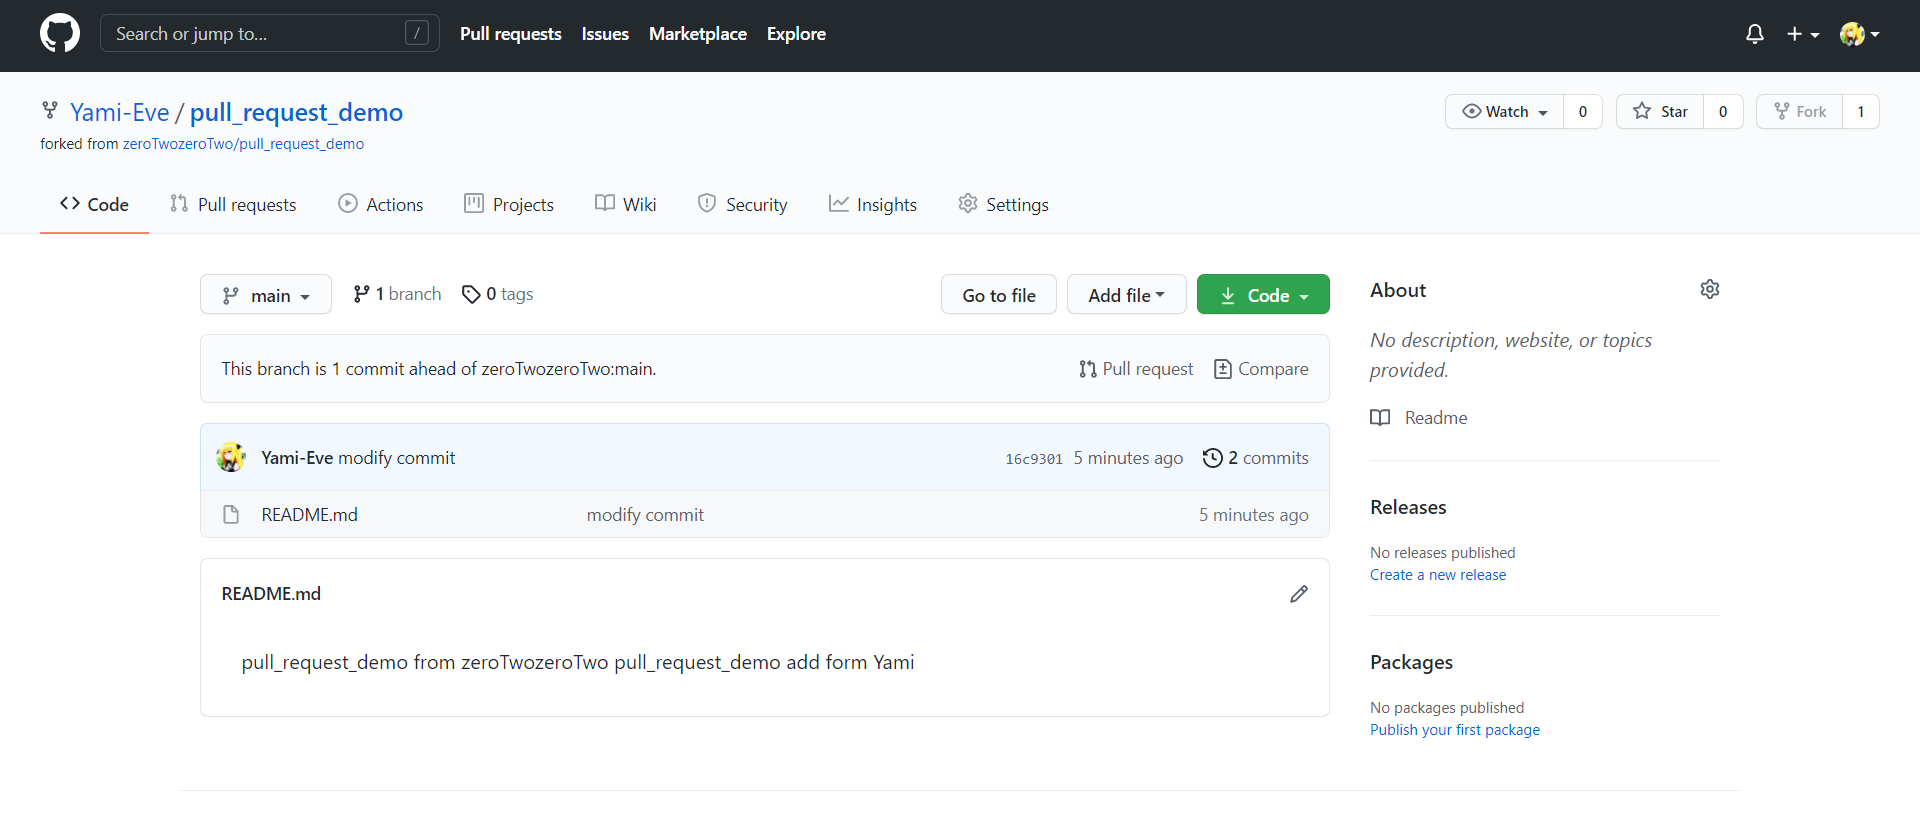 Search or jump to... /
Pull requests Issues Marketplace Explore
Yami-Eve / pull_request_demo
Watch 0 Star 0 Fork 1
forked from zeroTwozeroTwo/pull_request_demo
Code Pull requests Actions Projects Wiki Security Insights Settings
main 1 branch 0 tags Go to file Add file Code
This branch is 1 commit ahead of zeroTwozeroTwo:main. Pull request Compare
Yami-Eve modify commit 16c9301 5 minutes ago 2 commits
README.md modify commit 5 minutes ago
README.md
pull_request_demo from zeroTwozeroTwo pull_request_demo add form Yami
About
No description, website, or topics
provided.
Readme
Releases
No releases published
Create a new release
Packages
No packages published
Publish your first package